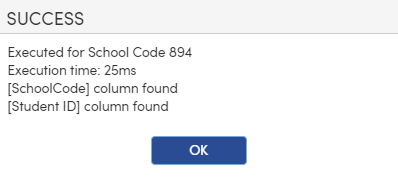 SUCCESS
Executed for School Code 894
Execution time: 25ms
[SchoolCode] column found
[Student ID] column found
OK